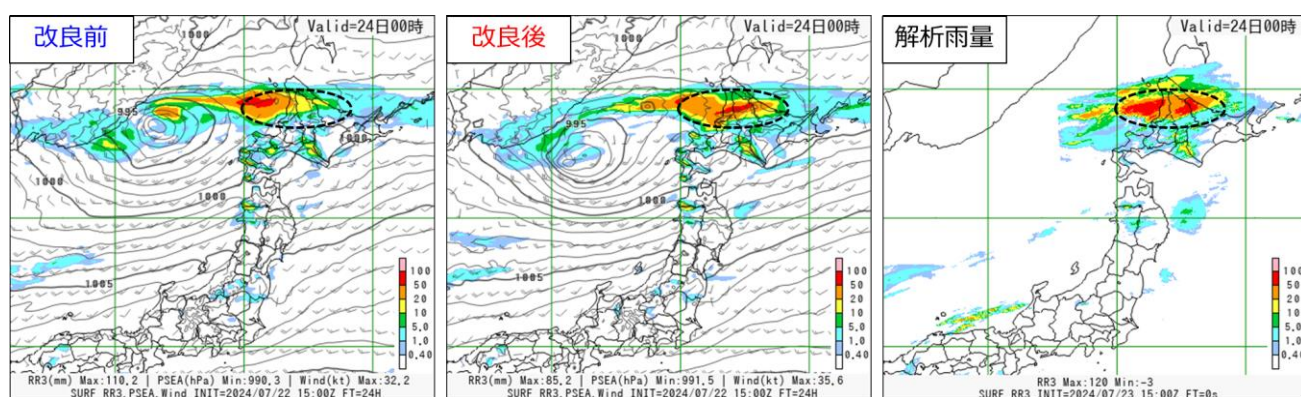 改良前
Valid=24日00時
1000
995
1000
1000
1000
1005
100
50
20
10
5.0
1.0
0.40
RR3(mm) Max:110.2 | PSEA(hPa) Min:990.3 | Wind(kt) Max:32.2
SURF RR3,PSEA,Wind INIT=2024/07/22 15:00Z FT=24H
改良後
Valid=24日00時
1000
995
1000
1000
1005
100
50
20
10
5.0
1.0
0.40
RR3(mm) Max:85.2 | PSEA(hPa) Min:991.5 | Wind(kt) Max:35.6
SURF RR3,PSEA,Wind INIT=2024/07/22 15:00Z FT=24H
解析雨量
Valid=24日00時
100
50
20
10
5.0
1.0
0.40
RR3 Max:120 Min:-3
SURF RR3 INIT=2024/07/23 15:00Z FT=0s